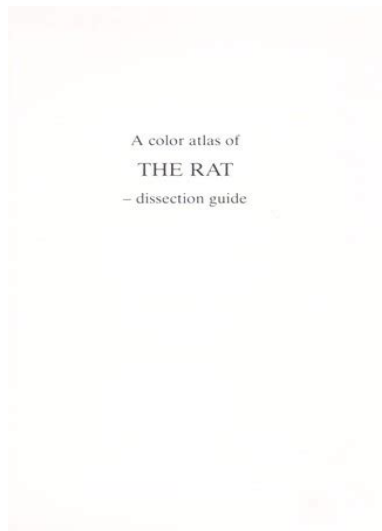 A color atlas of
THE RAT
– dissection guide